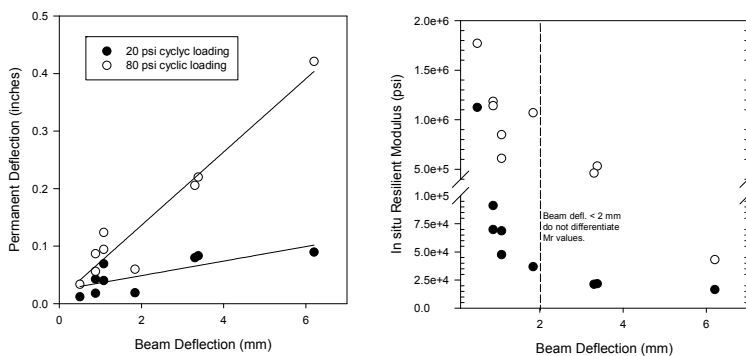 0.5
0.4
0.3
0.2
0.1
0.0
Permanent Deflection (inches)
20 psi cyclyc loading
80 psi cyclic loading
0
2
4
6
Beam Deflection (mm)
2.0e+6
1.5e+6
1.0e+6
5.0e+5
1.0e+5
7.5e+4
5.0e+4
2.5e+4
0.0
In situ Resilient Modulus (psi)
Beam defl. < 2 mm
do not differentiate
Mr values.
2
4
6
Beam Deflection (mm)